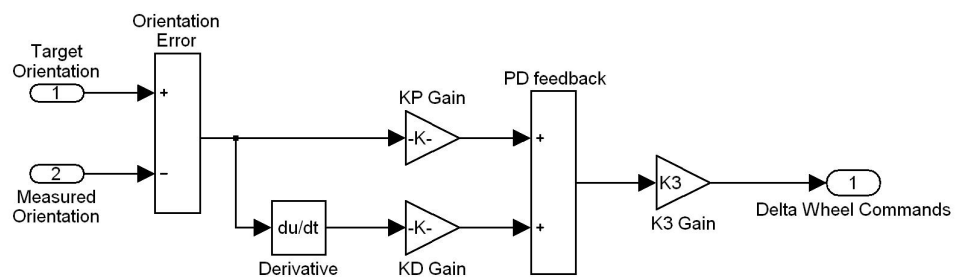 Orientation
Error
Target
Orientation
1
+
2
−
Measured
Orientation
KP Gain
-K-
du/dt
Derivative
-K-
KD Gain
PD feedback
+
+
K3
K3 Gain
1
Delta Wheel Commands